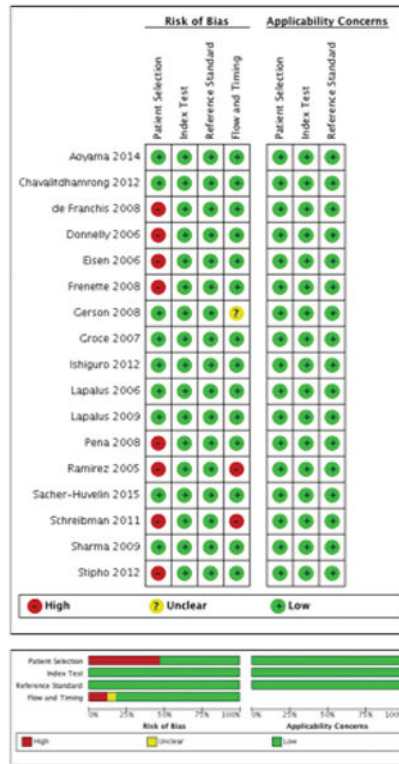 Risk of Bias Applicability Concerns
Patient Selection
Index Test
Reference Standard
Flow and Timing
Patient Selection
Index Test
Reference Standard
Aoyama 2014
Chavalitdhamrong 2012
de Franchis 2008
Donnelly 2006
Eisen 2006
Frenette 2008
Gerson 2008 ?
Groce 2007
Ishiguro 2012
Lapalus 2006
Lapalus 2009
Pena 2008
Ramirez 2005
Sacher-Huvelin 2015
Schreibman 2011
Sharma 2009
Stipho 2012
High ? Unclear Low
Patient Selection
Index Test
Reference Standard
Flow and Timing
0% 25% 50% 75% 100% 0% 25% 50% 75% 100%
Risk of Bias Applicability Concerns
High Unclear Low